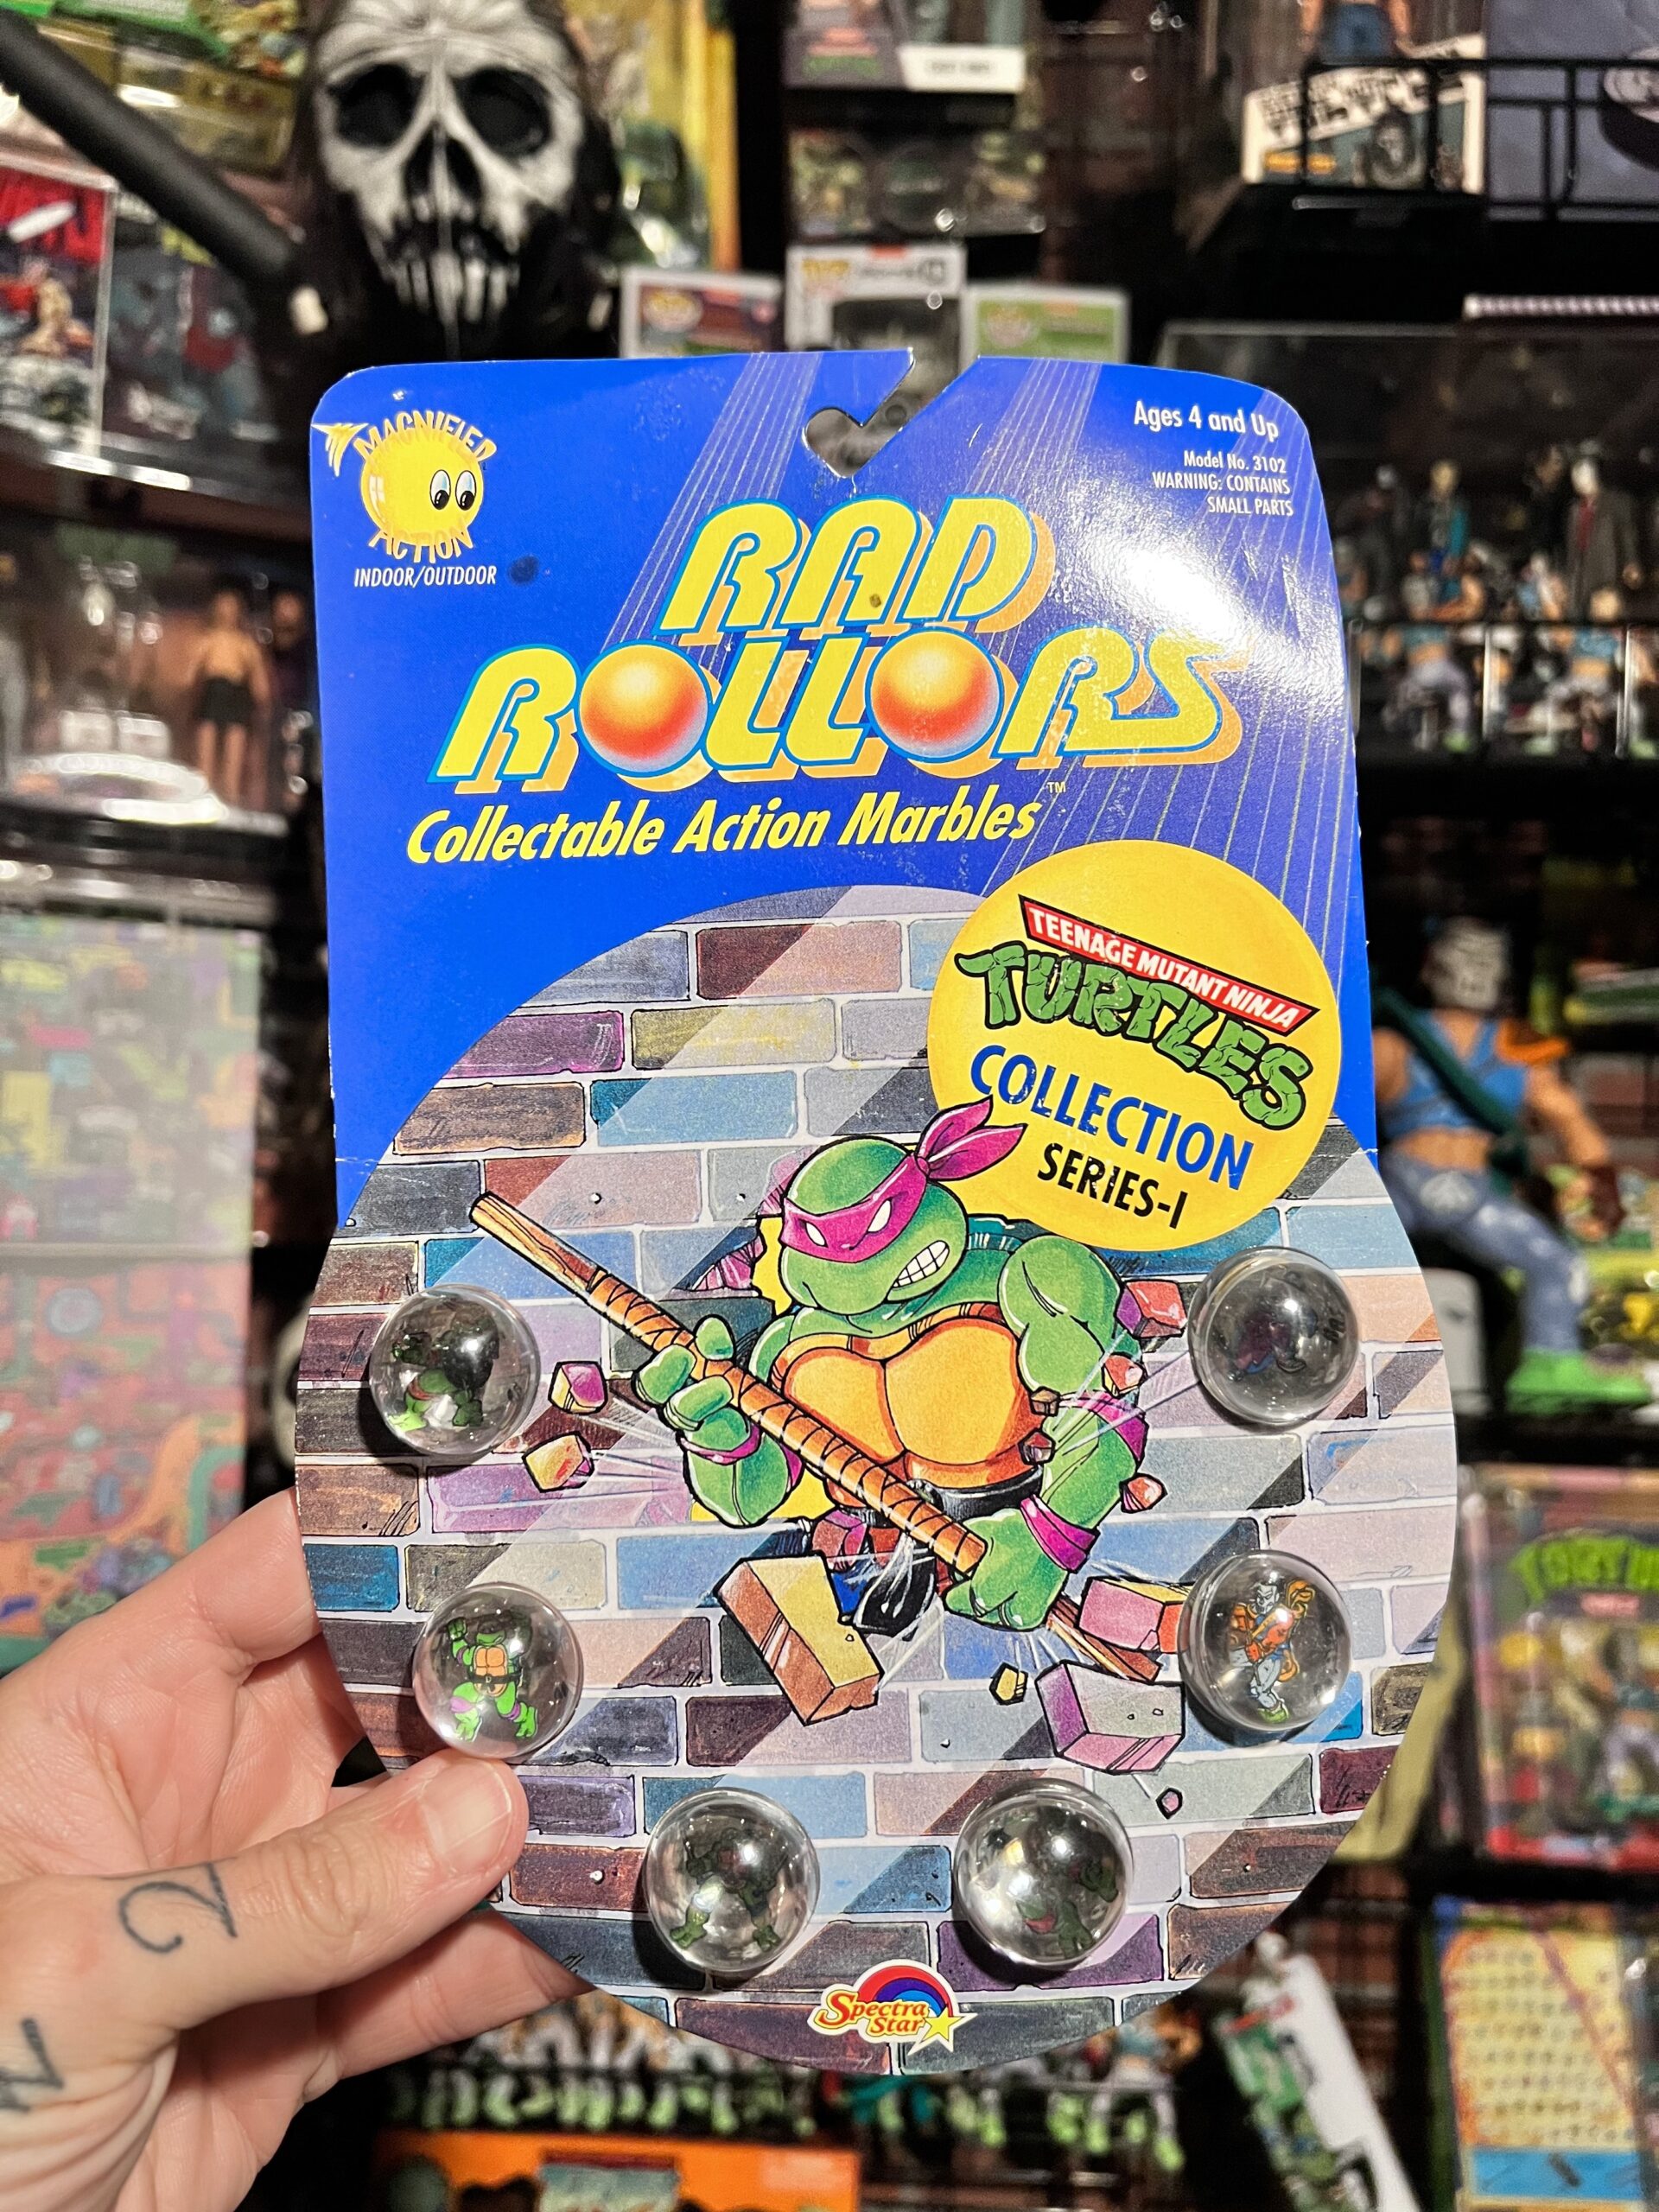 MAGNIFIED
ACTION
INDOOR/OUTDOOR
Ages 4 and Up
Model No. 3102
WARNING: CONTAINS
SMALL PARTS
RAD
ROLLORS
Collectable Action Marbles™
TEENAGE MUTANT NINJA
TURTLES
COLLECTION
SERIES-I
Spectra
Star